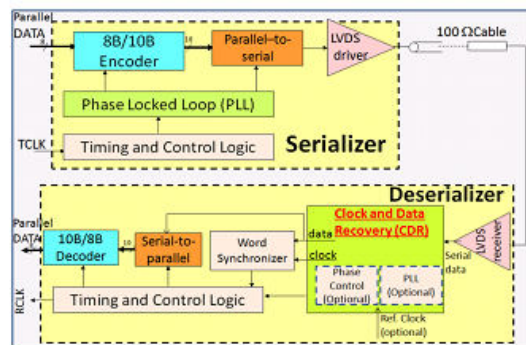 Parallel
DATA
8
8B/10B
Encoder
10
Parallel–to-
serial
LVDS
driver
100 ΩCable
Phase Locked Loop (PLL)
TCLK
Timing and Control Logic
Serializer
Deserializer
Parallel
DATA
10B/8B
Decoder
10
Serial-to-
parallel
Word
Synchronizer
data
clock
Clock and Data
Recovery (CDR)
Phase
Control
(Optional)
PLL
(Optional)
Serial
data
LVDS
receiver
RCLK
Timing and Control Logic
Ref. Clock
(optional)